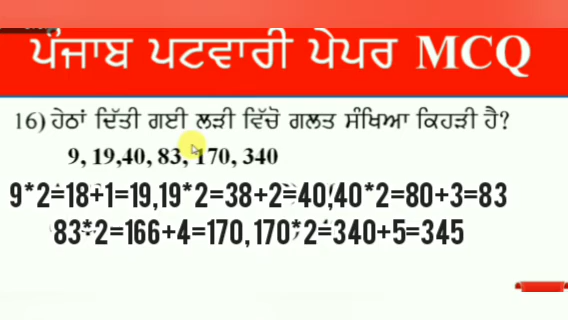 ਪੰਜਾਬ ਪਟਵਾਰੀ ਪੇਪਰ MCQ
16) ਹੇਠਾਂ ਦਿੱਤੀ ਗਈ ਲੜੀ ਵਿੱਚੋ ਗਲਤ ਸੰਖਿਆ ਕਿਹੜੀ ਹੈ?
9, 19,40, 83, 170, 340
9*2=18+1=19,19*2=38+2=40,40*2=80+3=83
83*2=166+4=170, 170*2=340+5=345